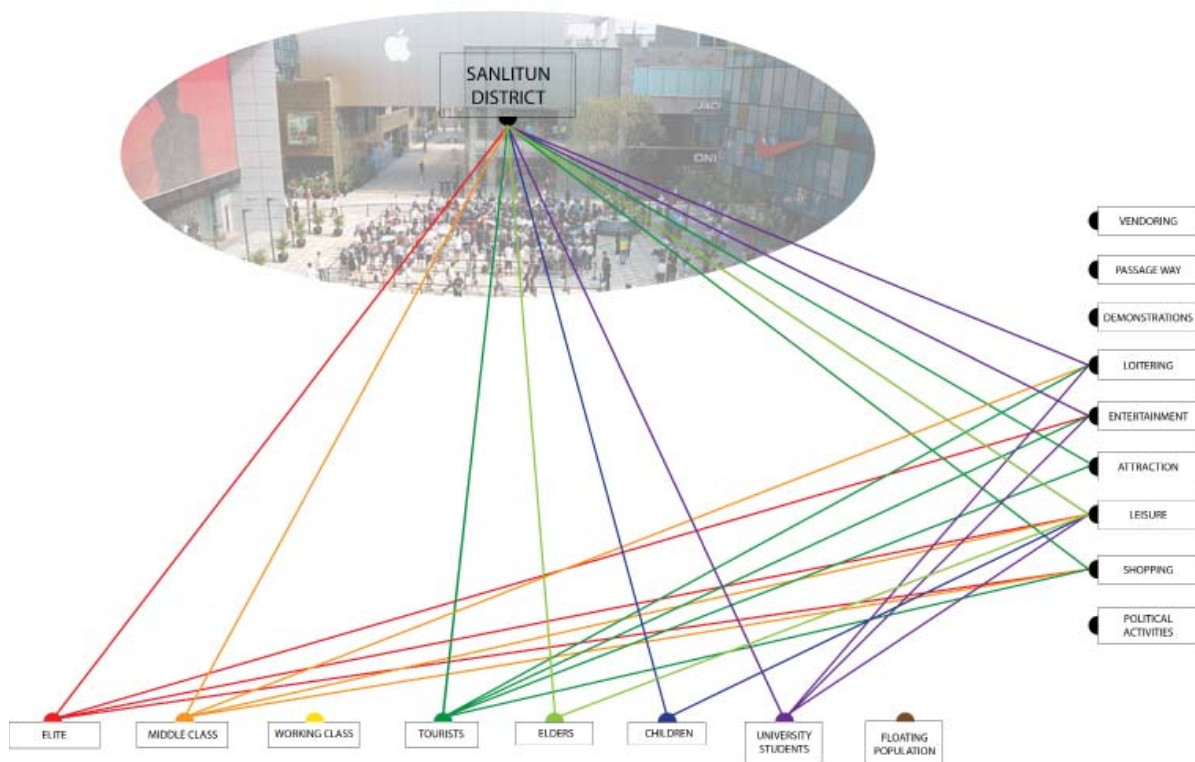 SANLITUN
DISTRICT
VENDORING
PASSAGE WAY
DEMONSTRATIONS
LOITERING
ENTERTAINMENT
ATTRACTION
LEISURE
SHOPPING
POLITICAL
ACTIVITIES
ELITE
MIDDLE CLASS
WORKING CLASS
TOURISTS
ELDERS
CHILDREN
UNIVERSITY
STUDENTS
FLOATING
POPULATION